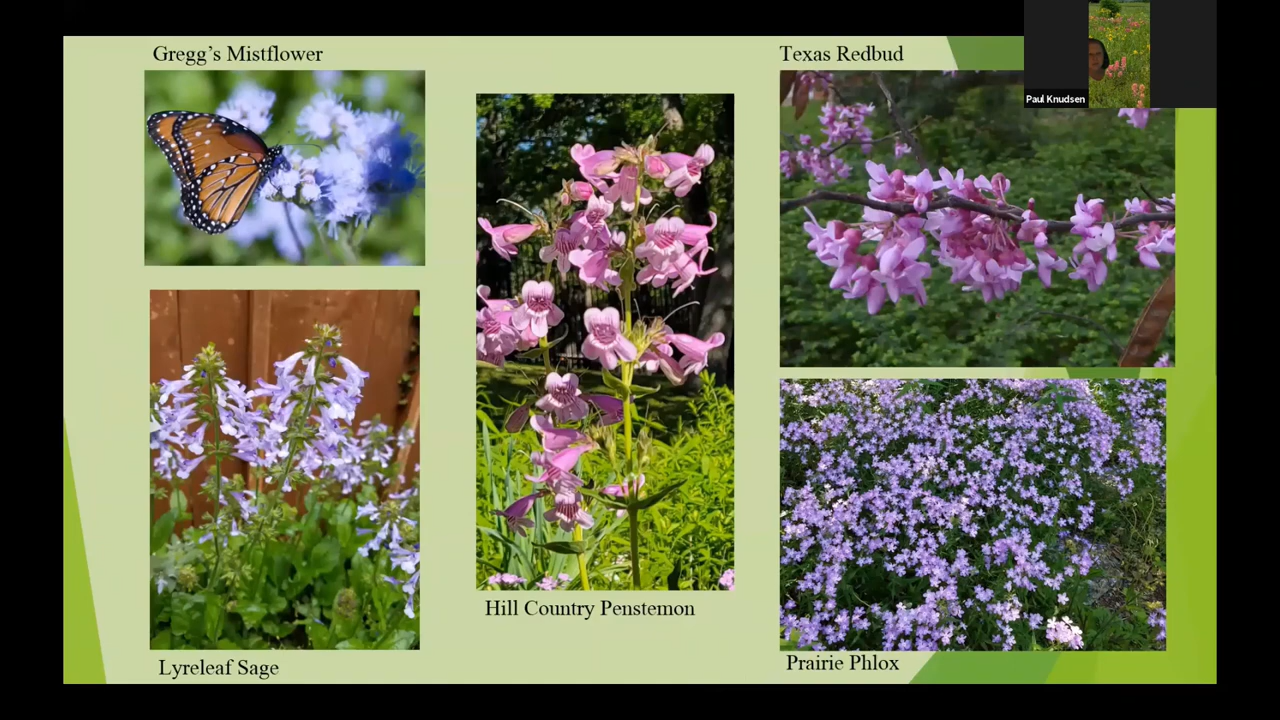 Gregg's Mistflower
Texas Redbud
Paul Knudsen
Hill Country Penstemon
Lyreleaf Sage
Prairie Phlox